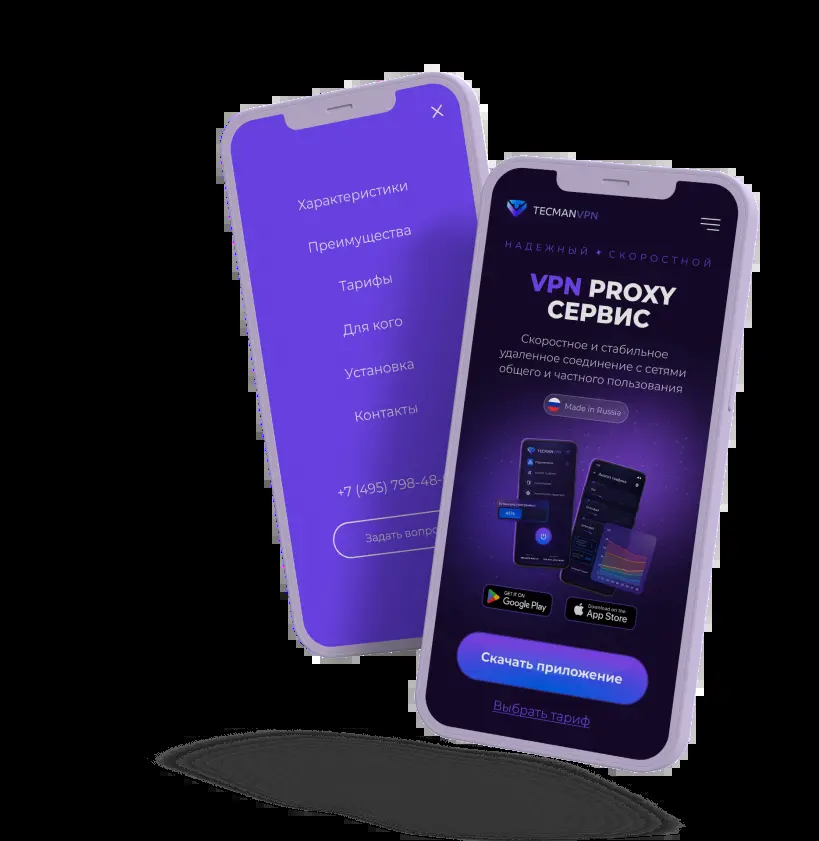 Характеристики
Преимущества
Тарифы
Для кого
Установка
Контакты
+7 (495) 798-48-
Задать вопро
TECMANVPN
НАДЕЖНЫЙ ✦ СКОРОСТНОЙ
VPN PROXY
СЕРВИС
Скоростное и стабильное
удаленное соединение с сетями
общего и частного пользования
Made in Russia
TECMANVPN
GET IT ON
Google Play
Download on the
App Store
Скачать приложение
Выбрать тариф